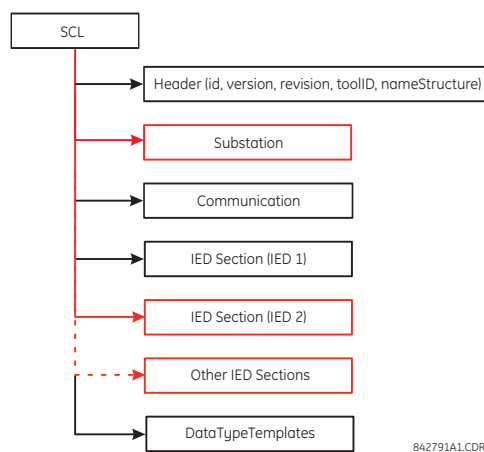 SCL
Header (id, version, revision, toolID, nameStructure)
Substation
Communication
IED Section (IED 1)
IED Section (IED 2)
Other IED Sections
DataTypeTemplates
842791A1.CDR